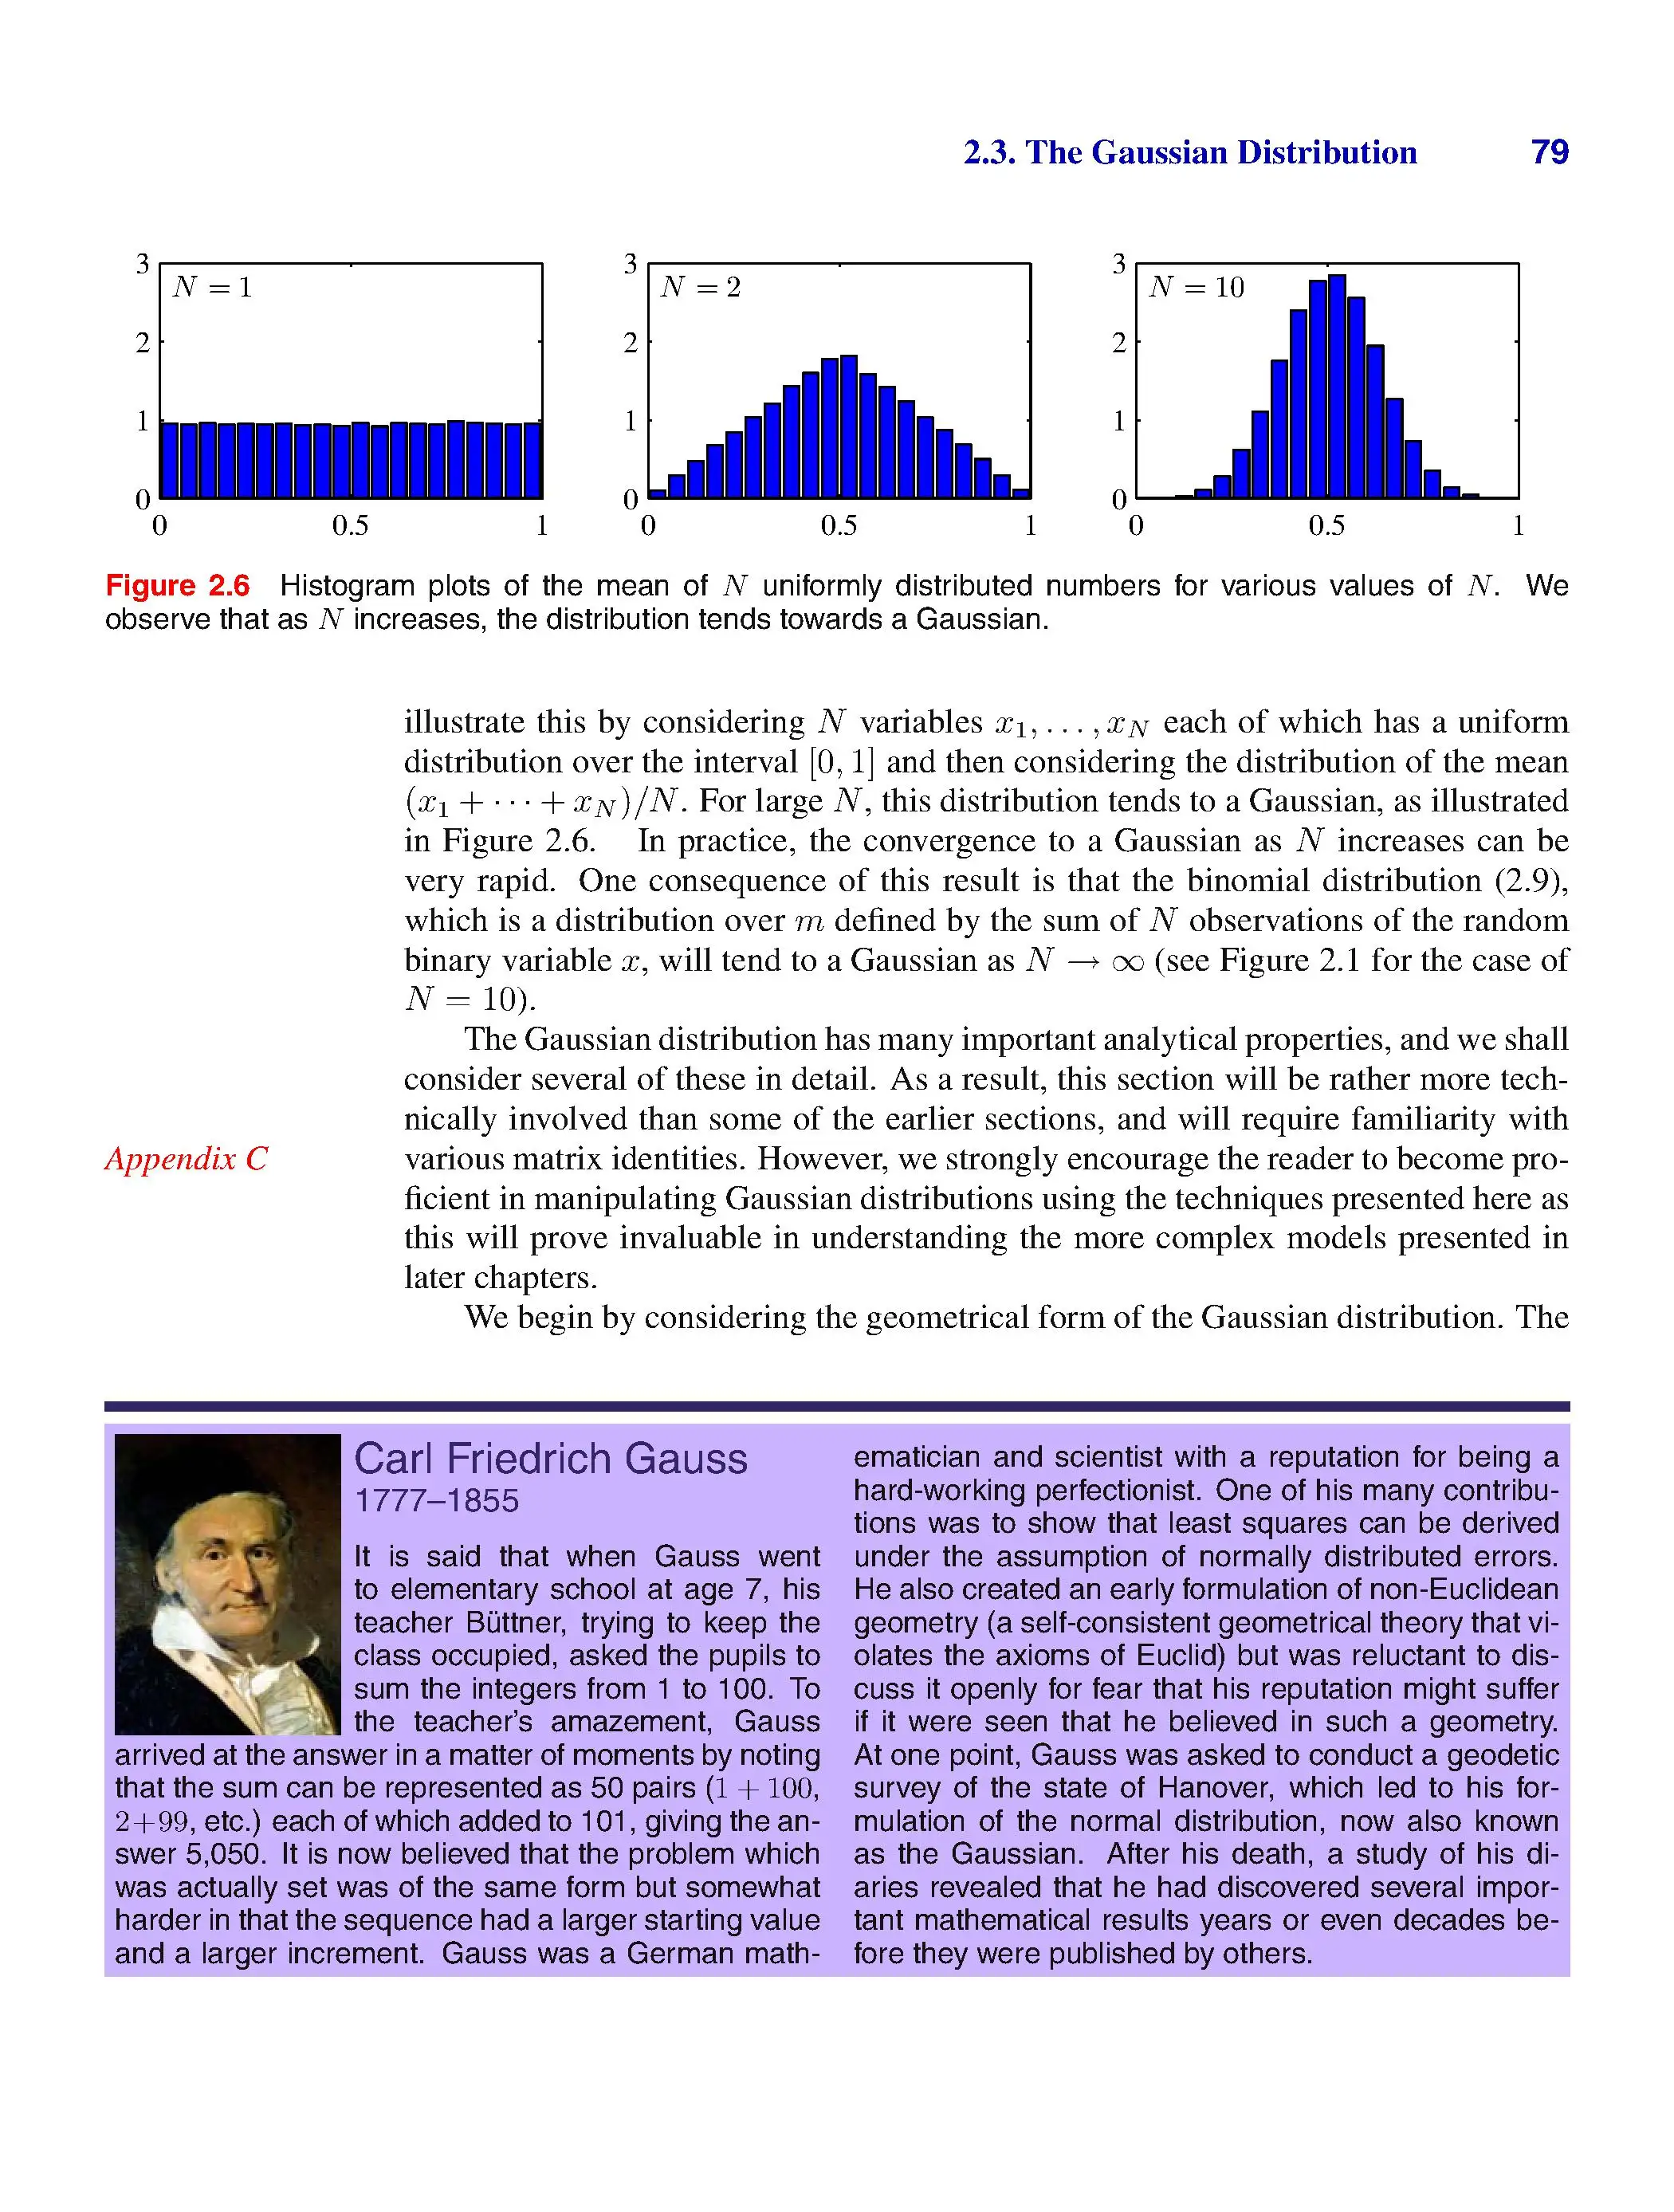 2.3. The Gaussian Distribution 79
3
2
1
0
N = 1
0 0.5 1
3
2
1
0
N = 2
0 0.5 1
3
2
1
0
N = 10
0 0.5 1
Figure 2.6 Histogram plots of the mean of N uniformly distributed numbers for various values of N. We
observe that as N increases, the distribution tends towards a Gaussian.
illustrate this by considering N variables x₁, . . . , x_N each of which has a uniform
distribution over the interval [0, 1] and then considering the distribution of the mean
(x₁ + · · · + x_N)/N. For large N, this distribution tends to a Gaussian, as illustrated
in Figure 2.6. In practice, the convergence to a Gaussian as N increases can be
very rapid. One consequence of this result is that the binomial distribution (2.9),
which is a distribution over m defined by the sum of N observations of the random
binary variable x, will tend to a Gaussian as N → ∞ (see Figure 2.1 for the case of
N = 10).
The Gaussian distribution has many important analytical properties, and we shall
consider several of these in detail. As a result, this section will be rather more tech-
nically involved than some of the earlier sections, and will require familiarity with
Appendix C
various matrix identities. However, we strongly encourage the reader to become pro-
ficient in manipulating Gaussian distributions using the techniques presented here as
this will prove invaluable in understanding the more complex models presented in
later chapters.
We begin by considering the geometrical form of the Gaussian distribution. The
Carl Friedrich Gauss
1777–1855
It is said that when Gauss went
to elementary school at age 7, his
teacher Büttner, trying to keep the
class occupied, asked the pupils to
sum the integers from 1 to 100. To
the teacher's amazement, Gauss
arrived at the answer in a matter of moments by noting
that the sum can be represented as 50 pairs (1 + 100,
2+99, etc.) each of which added to 101, giving the an-
swer 5,050. It is now believed that the problem which
was actually set was of the same form but somewhat
harder in that the sequence had a larger starting value
and a larger increment. Gauss was a German math-
ematician and scientist with a reputation for being a
hard-working perfectionist. One of his many contribu-
tions was to show that least squares can be derived
under the assumption of normally distributed errors.
He also created an early formulation of non-Euclidean
geometry (a self-consistent geometrical theory that vi-
olates the axioms of Euclid) but was reluctant to dis-
cuss it openly for fear that his reputation might suffer
if it were seen that he believed in such a geometry.
At one point, Gauss was asked to conduct a geodetic
survey of the state of Hanover, which led to his for-
mulation of the normal distribution, now also known
as the Gaussian. After his death, a study of his di-
aries revealed that he had discovered several impor-
tant mathematical results years or even decades be-
fore they were published by others.